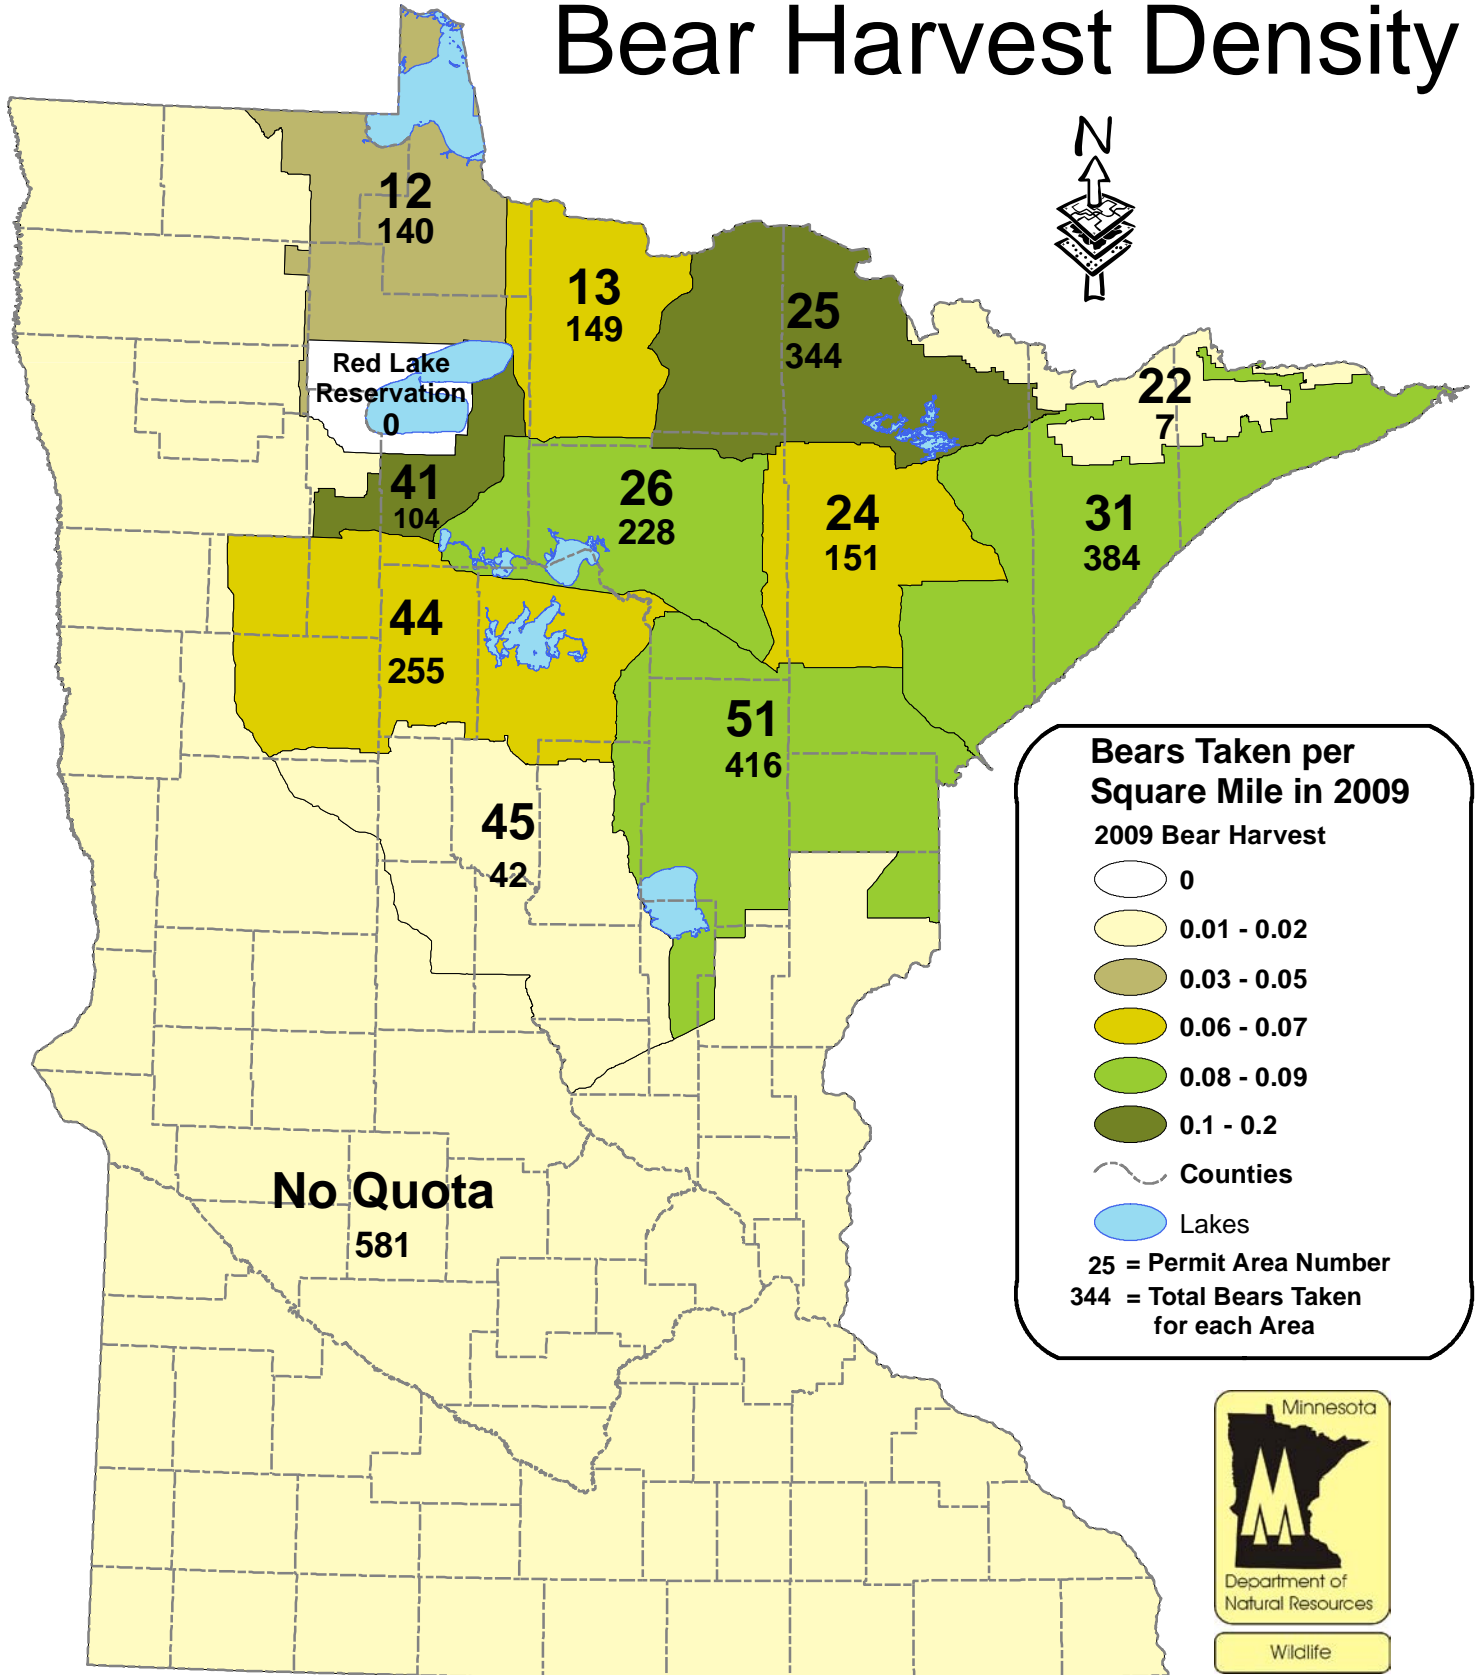 Bear Harvest Density
N
12
140
13
149
25
344
Red Lake
Reservation
0
22
7
41
104
26
228
24
151
31
384
44
255
51
416
45
42
No Quota
581
Bears Taken per
Square Mile in 2009
2009 Bear Harvest
0
0.01 - 0.02
0.03 - 0.05
0.06 - 0.07
0.08 - 0.09
0.1 - 0.2
Counties
Lakes
25 = Permit Area Number
344 = Total Bears Taken
for each Area
Minnesota
Department of
Natural Resources
Wildlife